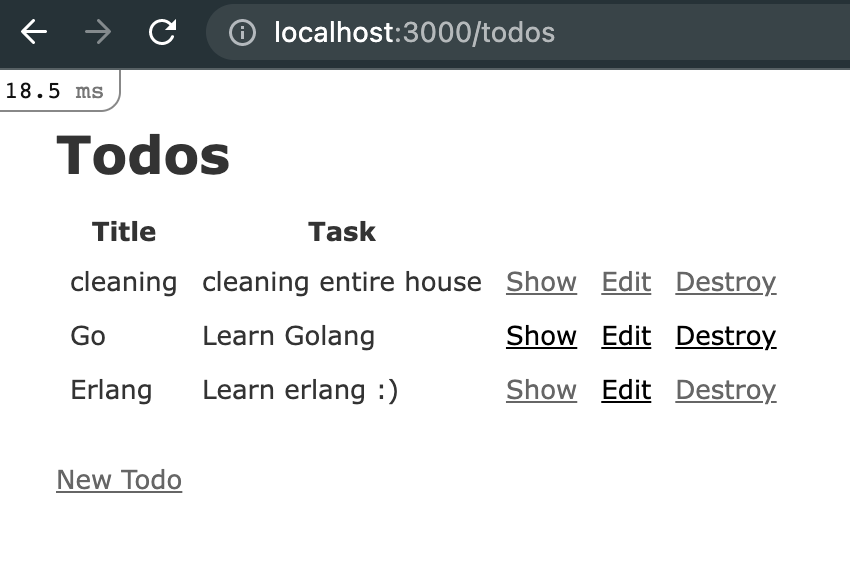 localhost:3000/todos
18.5 ms
Todos
Title Task
cleaning cleaning entire house Show Edit Destroy
Go Learn Golang Show Edit Destroy
Erlang Learn erlang :) Show Edit Destroy
New Todo